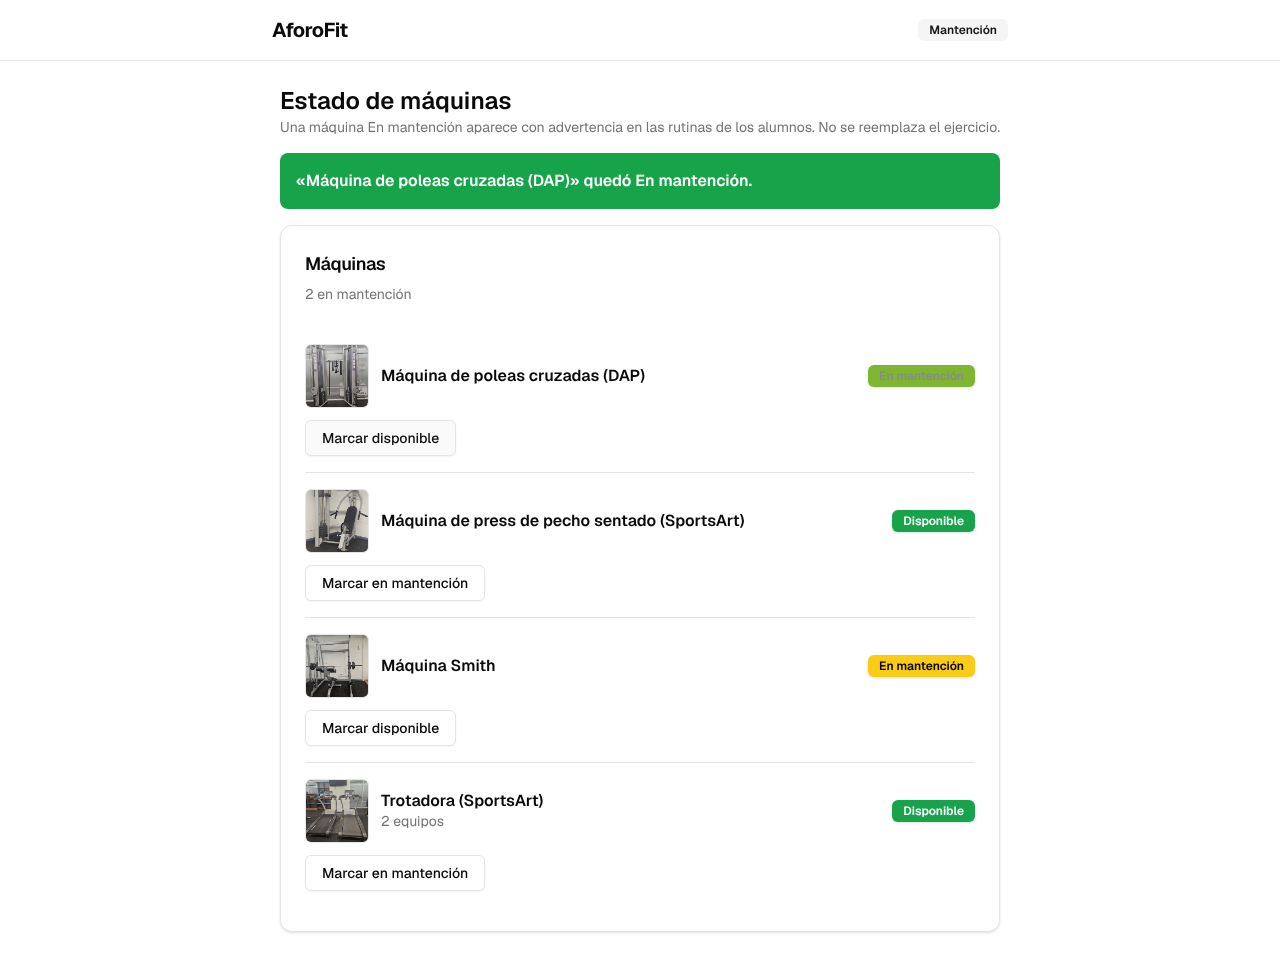 AforoFit
Mantención
Estado de máquinas
Una máquina En mantención aparece con advertencia en las rutinas de los alumnos. No se reemplaza el ejercicio.
«Máquina de poleas cruzadas (DAP)» quedó En mantención.
Máquinas
2 en mantención
Máquina de poleas cruzadas (DAP)
En mantención
Marcar disponible
Máquina de press de pecho sentado (SportsArt)
Disponible
Marcar en mantención
Máquina Smith
En mantención
Marcar disponible
Trotadora (SportsArt)
2 equipos
Disponible
Marcar en mantención